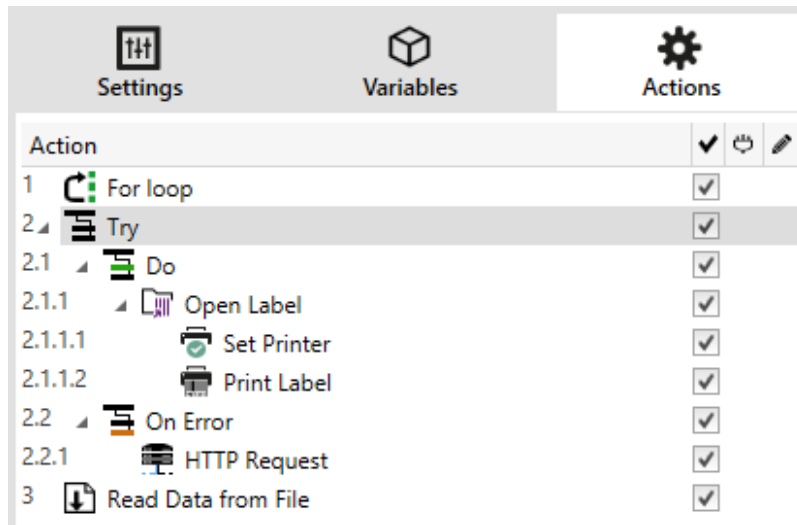 Settings Variables Actions
Action
1 For loop
2 Try
2.1 Do
2.1.1 Open Label
2.1.1.1 Set Printer
2.1.1.2 Print Label
2.2 On Error
2.2.1 HTTP Request
3 Read Data from File